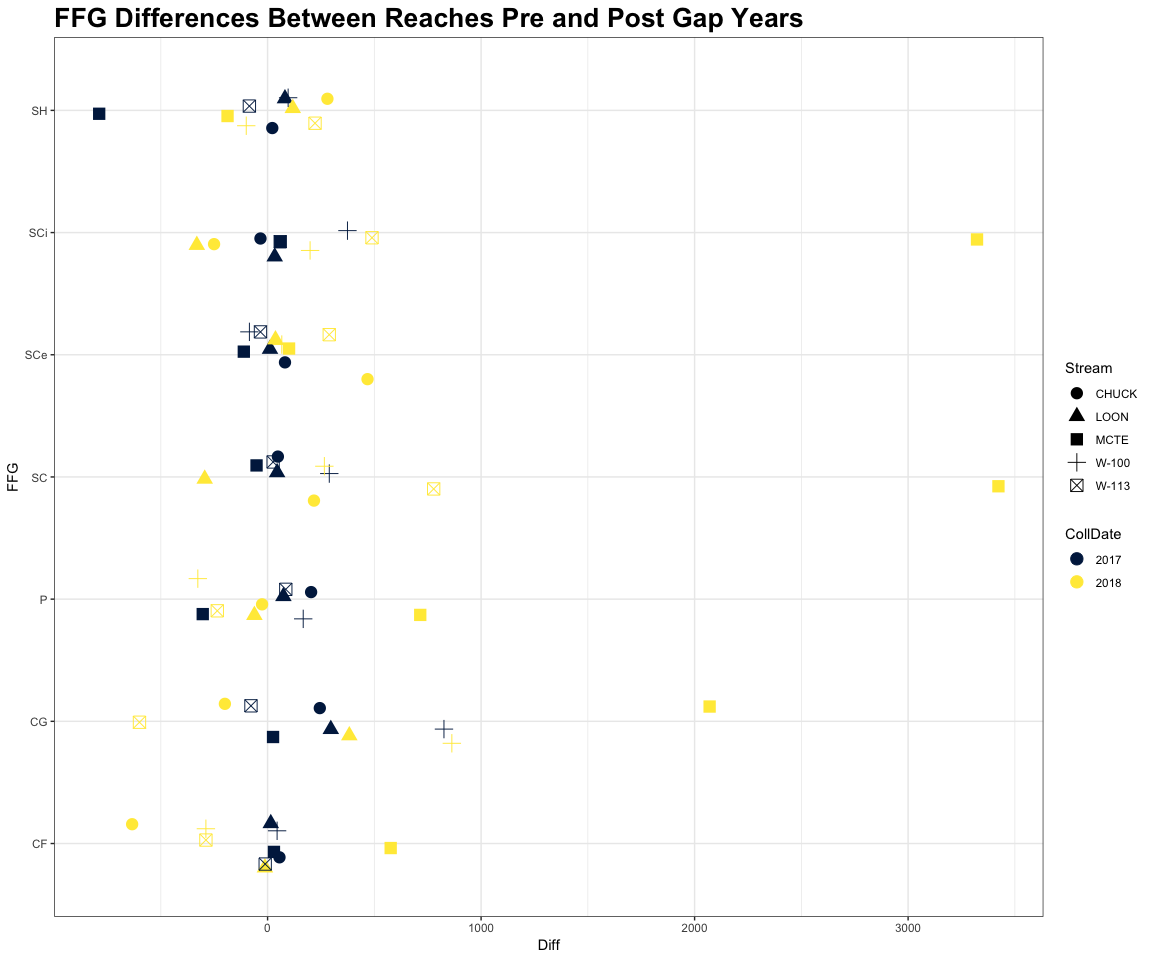 FFG Differences Between Reaches Pre and Post Gap Years
SH
SCi
SCe
SC
P
CG
CF
FFG
0
1000
2000
3000
Diff
Stream
CHUCK
LOON
MCTE
W-100
W-113
CollDate
2017
2018